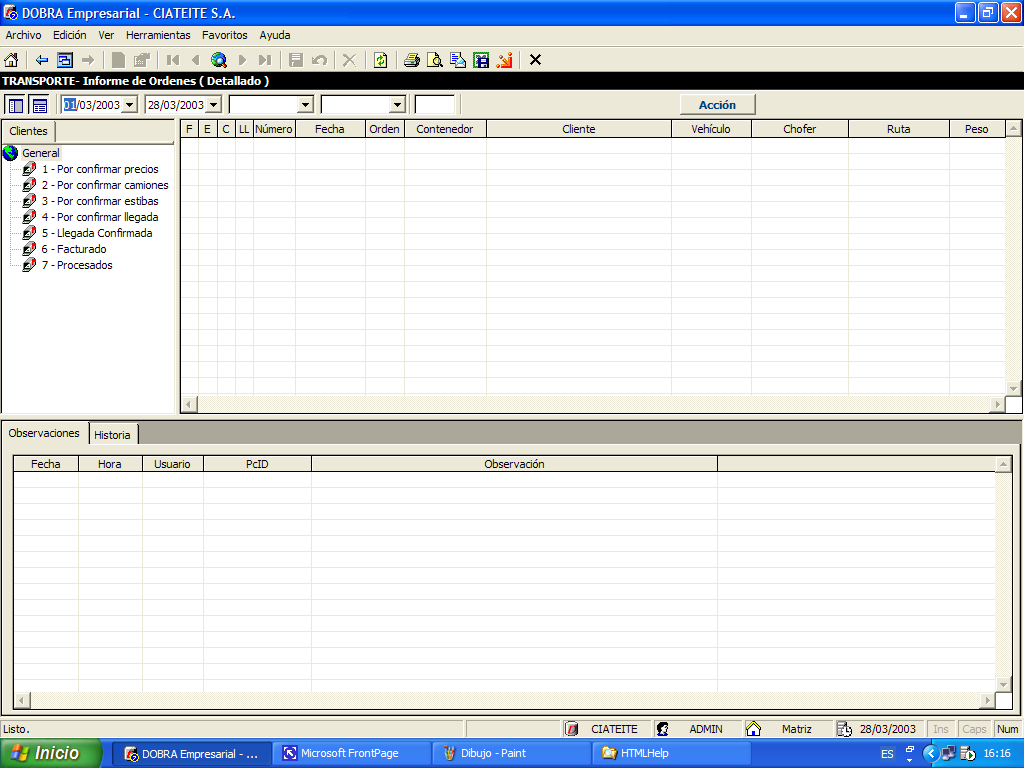 DOBRA Empresarial - CIATEITE S.A.
Archivo Edición Ver Herramientas Favoritos Ayuda
TRANSPORTE- Informe de Ordenes ( Detallado )
01/03/2003 28/03/2003 Acción
Clientes
F E C LL Número Fecha Orden Contenedor Cliente Vehículo Chofer Ruta Peso
General
1 - Por confirmar precios
2 - Por confirmar camiones
3 - Por confirmar estibas
4 - Por confirmar llegada
5 - Llegada Confirmada
6 - Facturado
7 - Procesados
Observaciones Historia
Fecha Hora Usuario PcID Observación
Listo. CIATEITE ADMIN Matriz 28/03/2003 Ins Caps Num
Inicio DOBRA Empresarial - ... Microsoft FrontPage Dibujo - Paint HTMLHelp ES 16:16